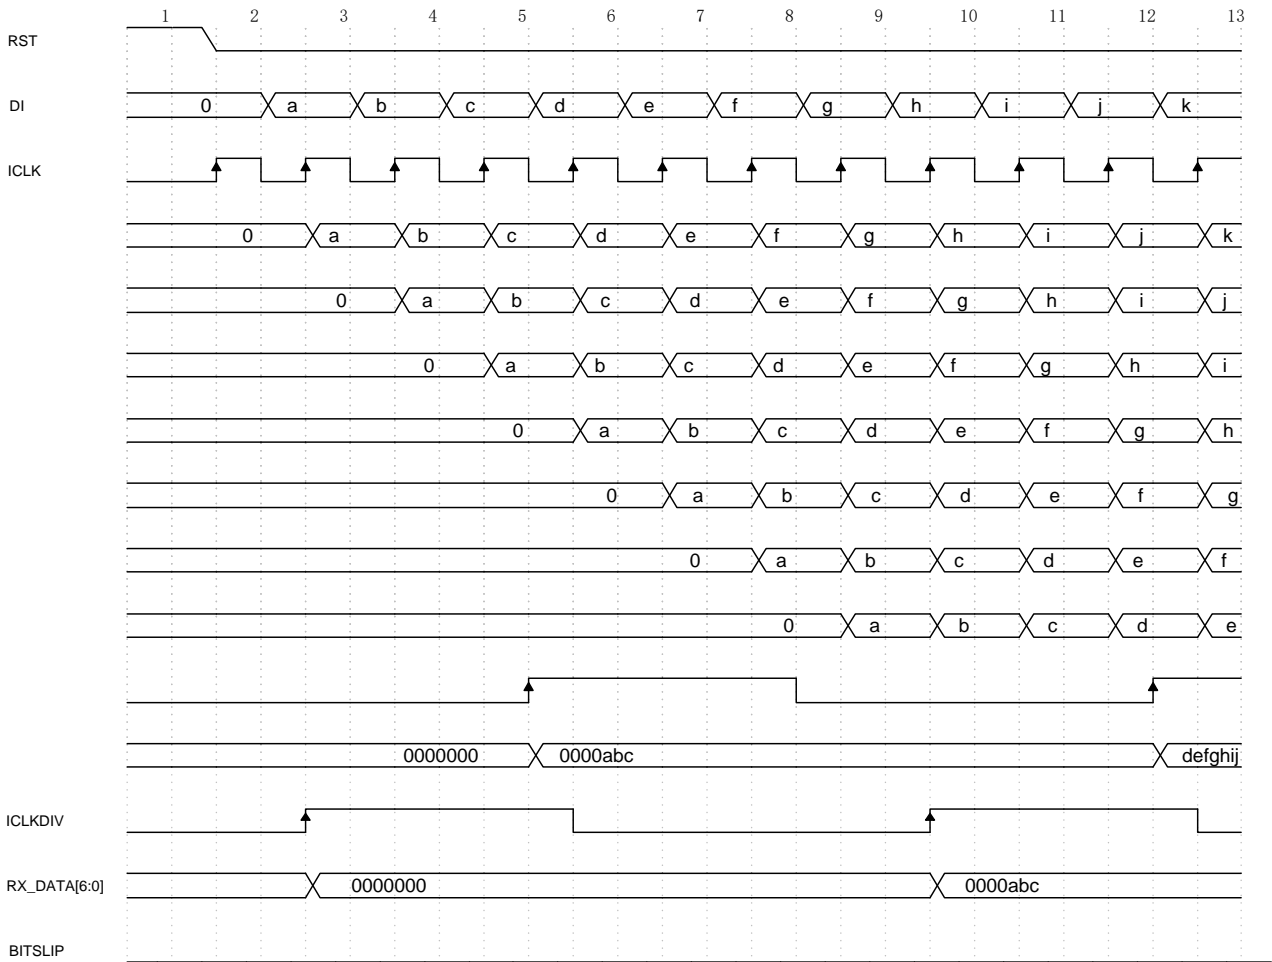 1 2 3 4 5 6 7 8 9 10 11 12 13
RST
DI 0 a b c d e f g h i j k
ICLK
0 a b c d e f g h i j k
0 a b c d e f g h i j
0 a b c d e f g h i
0 a b c d e f g h
0 a b c d e f g
0 a b c d e f
0 a b c d e
0000000 0000abc defghij
ICLKDIV
RX_DATA[6:0] 0000000 0000abc
BITSLIP